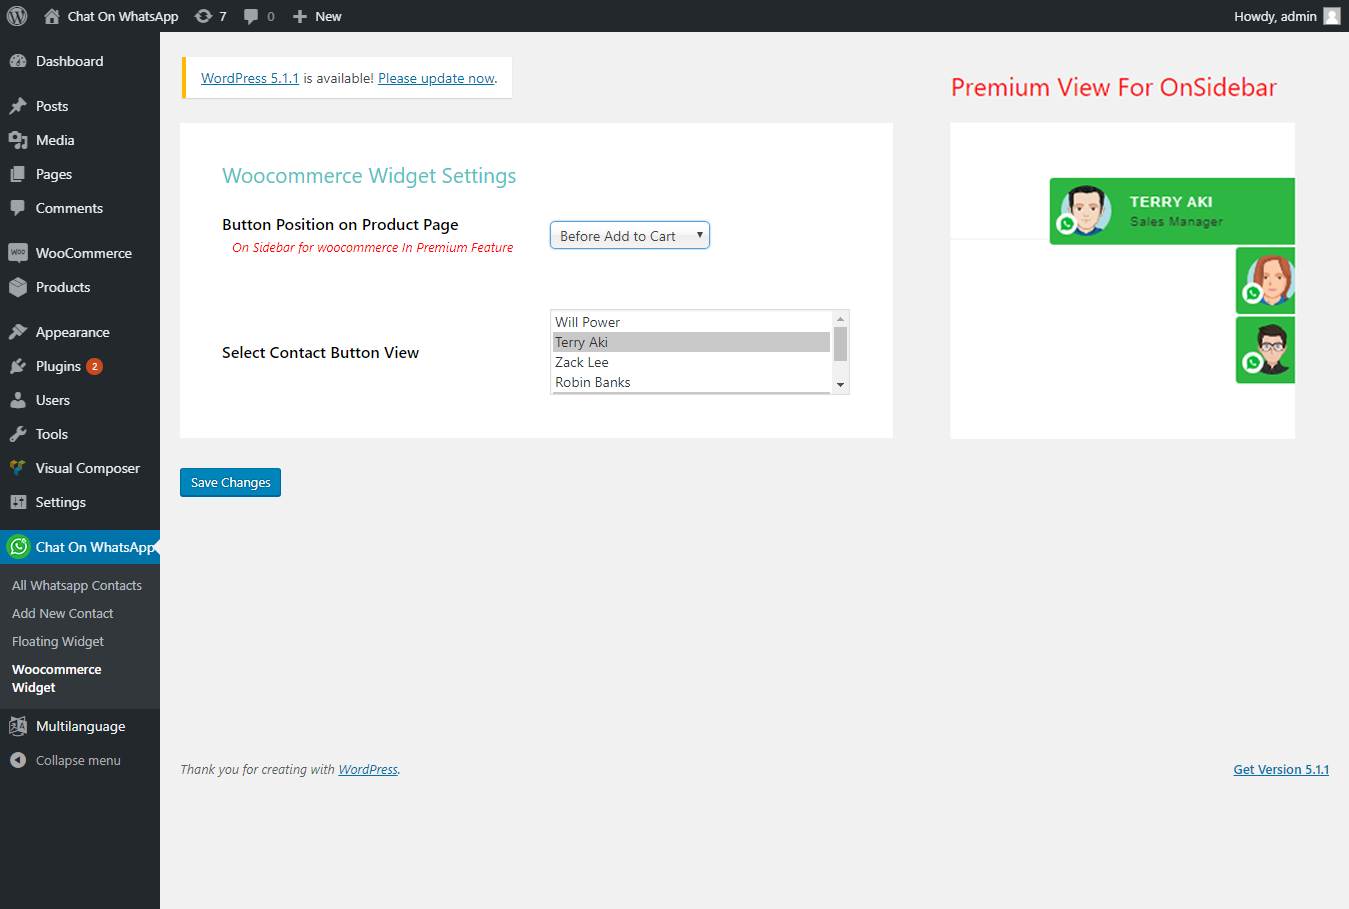 Chat On WhatsApp
7
0
New
Howdy, admin
Dashboard
Posts
Media
Pages
Comments
WOO
WooCommerce
Products
Appearance
Plugins 2
Users
Tools
Visual Composer
Settings
Chat On WhatsApp
All Whatsapp Contacts
Add New Contact
Floating Widget
Woocommerce
Widget
Multilanguage
Collapse menu
WordPress 5.1.1 is available! Please update now.
Woocommerce Widget Settings
Button Position on Product Page
On Sidebar for woocommerce In Premium Feature
Before Add to Cart
Select Contact Button View
Will Power
Terry Aki
Zack Lee
Robin Banks
Save Changes
Premium View For OnSidebar
TERRY AKI
Sales Manager
Thank you for creating with WordPress.
Get Version 5.1.1